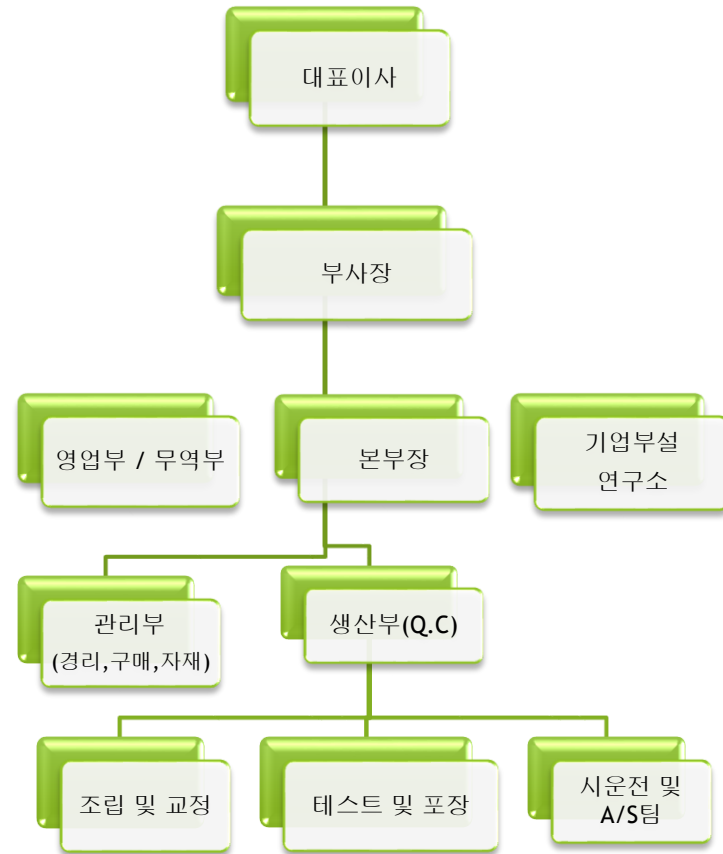 대표이사
부사장
영업부 / 무역부
본부장
기업부설
연구소
관리부
(경리,구매,자재)
생산부(Q.C)
조립 및 교정
테스트 및 포장
시운전 및
A/S팀